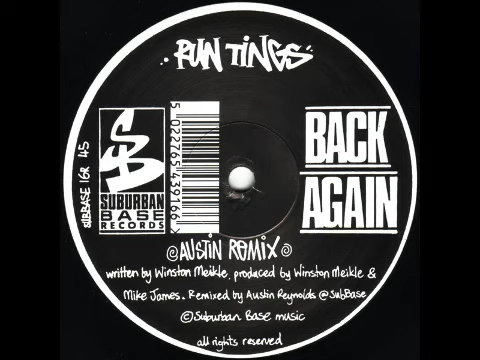 RUN TINGS
SUBBASE 16R 45
SB
SUBURBAN
BASE
RECORDS
5 022765 439166
BACK
AGAIN
AUSTIN REMIX
written by Winston Meikle. produced by Winston Meikle &
Mike James. Remixed by Austin Reynolds @ SubBase
© Suburban Base music
all rights reserved